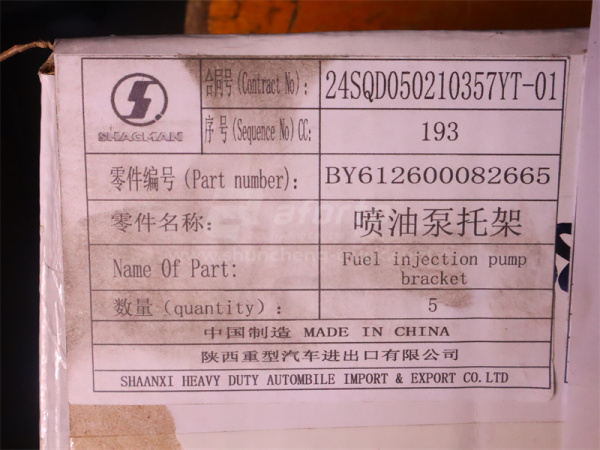 SHACMAN
合同号(Contract No): 24SQD050210357YT-01
序号(Sequence No)CC: 193
零件编号(Part number): BY612600082665
零件名称: 喷油泵托架
Name Of Part: Fuel injection pump
bracket
数量(quantity): 5
中国制造 MADE IN CHINA
陕西重型汽车进出口有限公司
SHAANXI HEAVY DUTY AUTOMBILE IMPORT & EXPORT CO.LTD